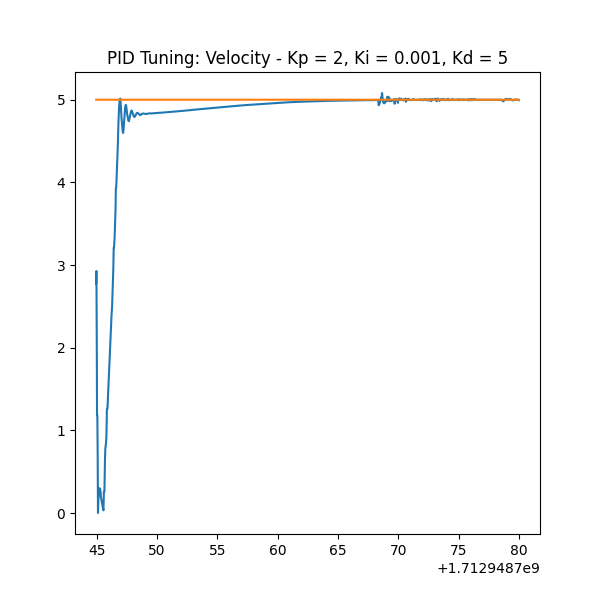 PID Tuning: Velocity - Kp = 2, Ki = 0.001, Kd = 5
5
4
3
2
1
0
45 50 55 60 65 70 75 80
+1.7129487e9